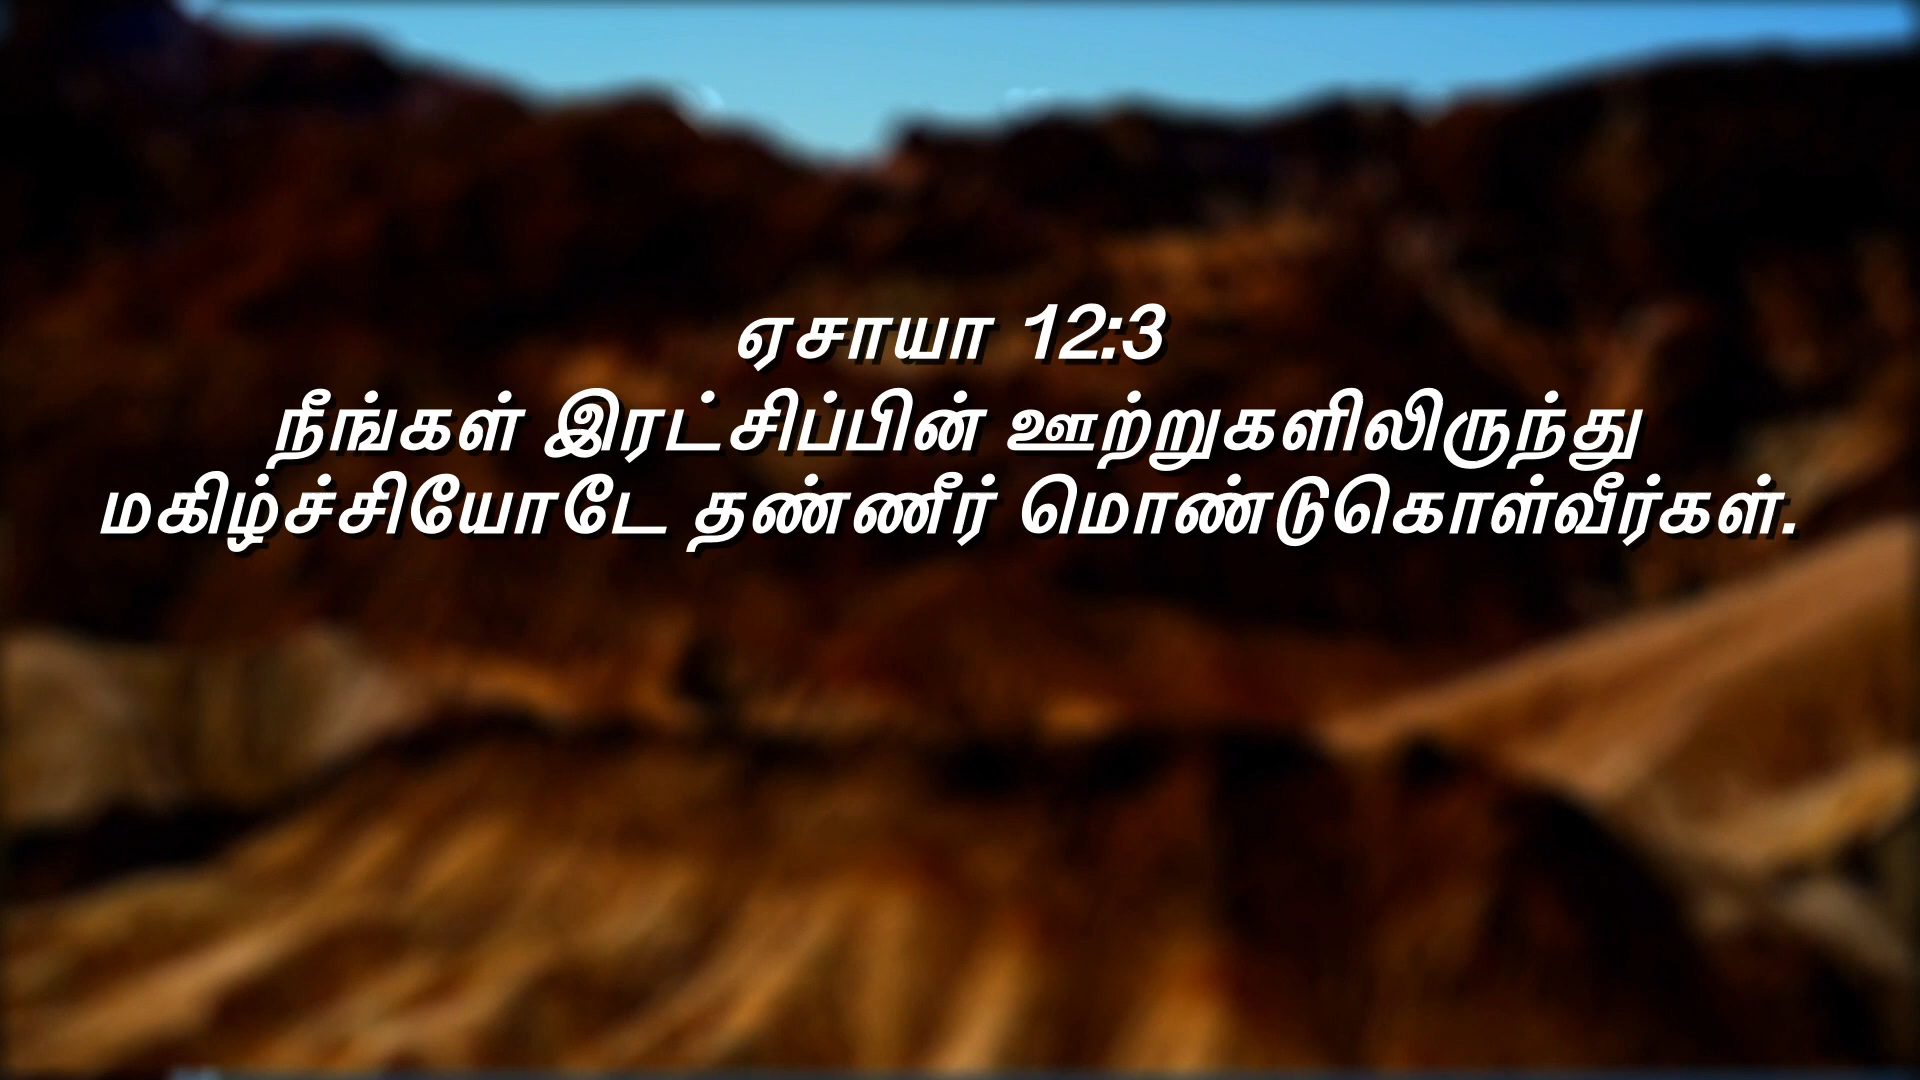 ஏசாயா 12:3
நீங்கள் இரட்சிப்பின் ஊற்றுகளிலிருந்து
மகிழ்ச்சியோடே தண்ணீர் மொண்டுகொள்வீர்கள்.